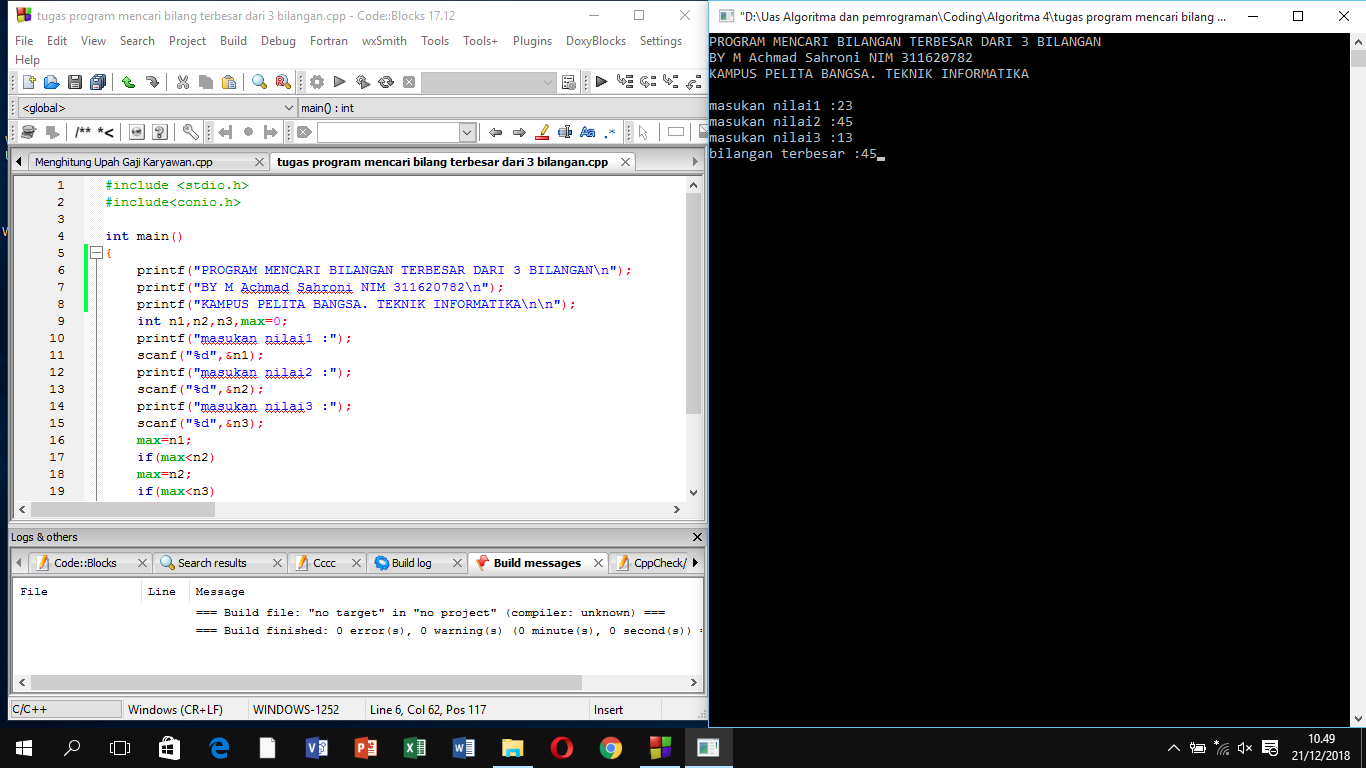 tugas program mencari bilang terbesar dari 3 bilangan.cpp - Code::Blocks 17.12
File Edit View Search Project Build Debug Fortran wxSmith Tools Tools+ Plugins DoxyBlocks Settings
Help
<global> main() : int
/** *<
Aa .*
Menghitung Upah Gaji Karyawan.cpp tugas program mencari bilang terbesar dari 3 bilangan.cpp
1 #include <stdio.h>
2 #include<conio.h>
3
4 int main()
5 {
6 printf("PROGRAM MENCARI BILANGAN TERBESAR DARI 3 BILANGAN\n");
7 printf("BY M Achmad Sahroni NIM 311620782\n");
8 printf("KAMPUS PELITA BANGSA. TEKNIK INFORMATIKA\n\n");
9 int n1,n2,n3,max=0;
10 printf("masukan nilai1 :");
11 scanf("%d",&n1);
12 printf("masukan nilai2 :");
13 scanf("%d",&n2);
14 printf("masukan nilai3 :");
15 scanf("%d",&n3);
16 max=n1;
17 if(max<n2)
18 max=n2;
19 if(max<n3)
Logs & others
Code::Blocks Search results Cccc Build log Build messages CppCheck/
File Line Message
=== Build file: "no target" in "no project" (compiler: unknown) ===
=== Build finished: 0 error(s), 0 warning(s) (0 minute(s), 0 second(s)) =
C/C++ Windows (CR+LF) WINDOWS-1252 Line 6, Col 62, Pos 117 Insert
"D:\Uas Algoritma dan pemrograman\Coding\Algoritma 4\tugas program mencari bilang ...
PROGRAM MENCARI BILANGAN TERBESAR DARI 3 BILANGAN
BY M Achmad Sahroni NIM 311620782
KAMPUS PELITA BANGSA. TEKNIK INFORMATIKA
masukan nilai1 :23
masukan nilai2 :45
masukan nilai3 :13
bilangan terbesar :45
10.49
21/12/2018